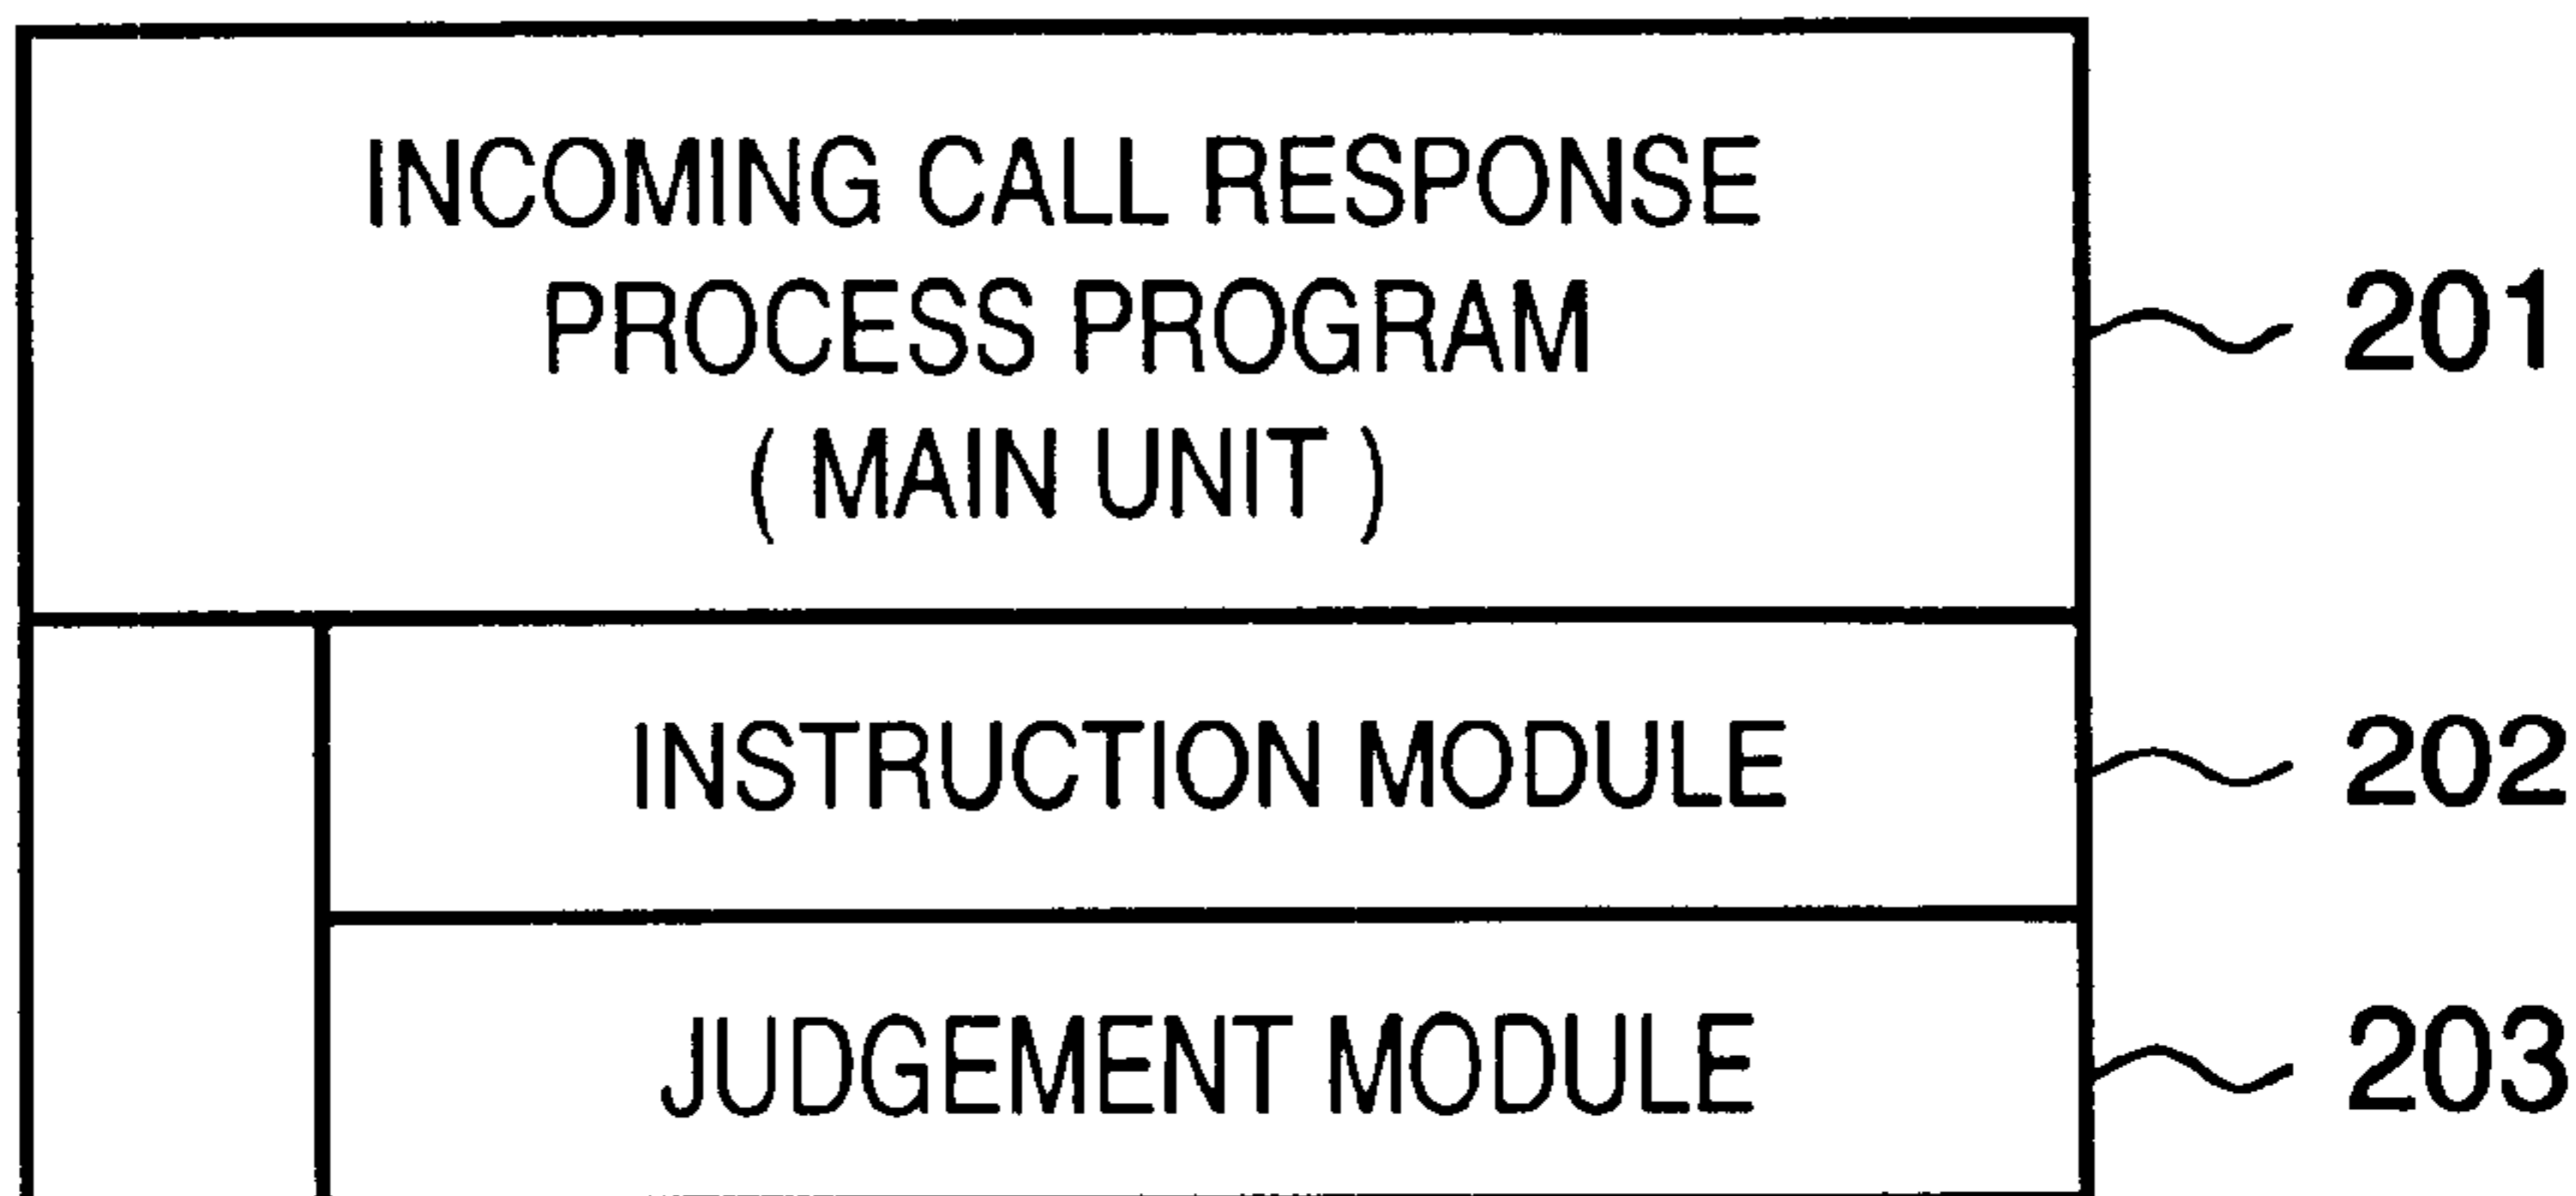 INCOMING CALL RESPONSE
PROCESS PROGRAM
( MAIN UNIT )
201
INSTRUCTION MODULE
202
JUDGEMENT MODULE
203